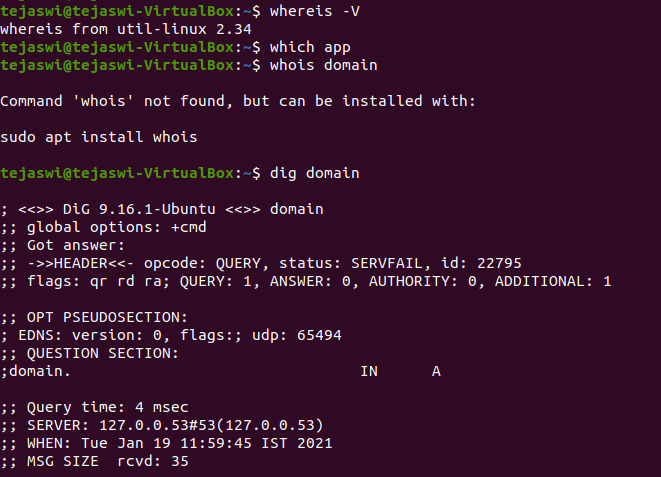 tejaswi@tejaswi-VirtualBox:~$ whereis -V
whereis from util-linux 2.34
tejaswi@tejaswi-VirtualBox:~$ which app
tejaswi@tejaswi-VirtualBox:~$ whois domain
Command 'whois' not found, but can be installed with:
sudo apt install whois
tejaswi@tejaswi-VirtualBox:~$ dig domain
; <<>> DiG 9.16.1-Ubuntu <<>> domain
;; global options: +cmd
;; Got answer:
;; ->>HEADER<<- opcode: QUERY, status: SERVFAIL, id: 22795
;; flags: qr rd ra; QUERY: 1, ANSWER: 0, AUTHORITY: 0, ADDITIONAL: 1
;; OPT PSEUDOSECTION:
; EDNS: version: 0, flags:; udp: 65494
;; QUESTION SECTION:
;domain. IN A
;; Query time: 4 msec
;; SERVER: 127.0.0.53#53(127.0.0.53)
;; WHEN: Tue Jan 19 11:59:45 IST 2021
;; MSG SIZE rcvd: 35